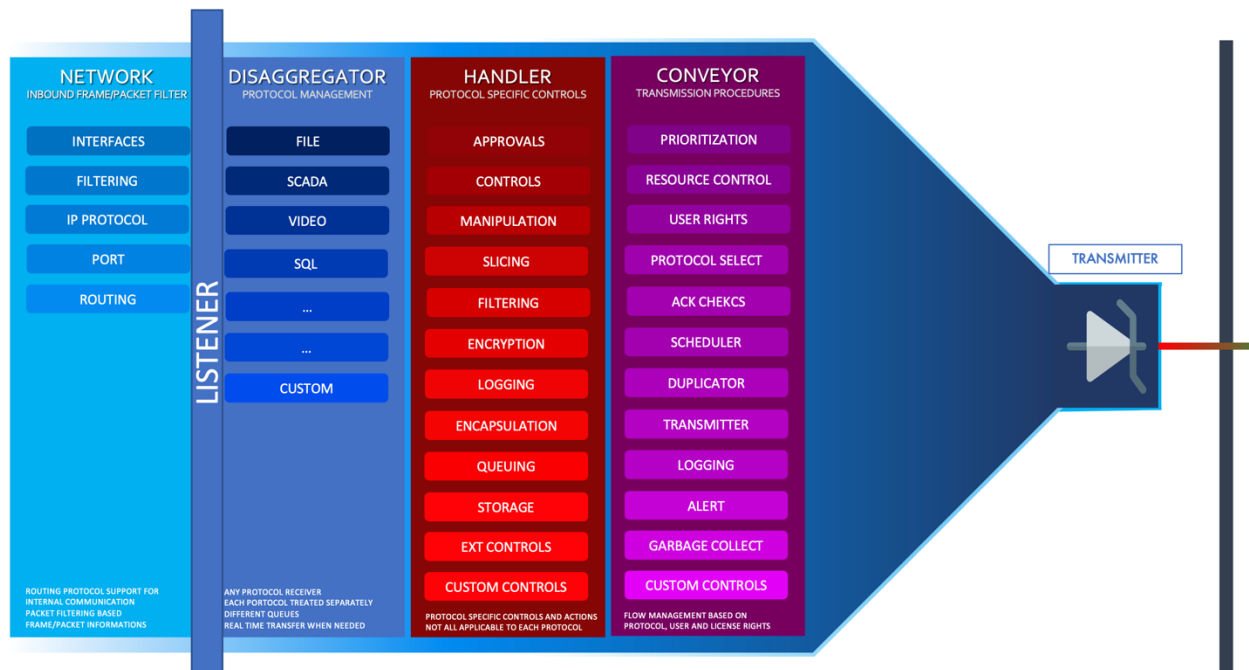 NETWORK
INBOUND FRAME/PACKET FILTER
INTERFACES
FILTERING
IP PROTOCOL
PORT
ROUTING
ROUTING PROTOCOL SUPPORT FOR
INTERNAL COMMUNICATION
PACKET FILTERING BASED
FRAME/PACKET INFORMATIONS
LISTENER
DISAGGREGATOR
PROTOCOL MANAGEMENT
FILE
SCADA
VIDEO
SQL
...
...
CUSTOM
ANY PROTOCOL RECEIVER
EACH PORTOCOL TREATED SEPARATELY
DIFFERENT QUEUES
REAL TIME TRANSFER WHEN NEEDED
HANDLER
PROTOCOL SPECIFIC CONTROLS
APPROVALS
CONTROLS
MANIPULATION
SLICING
FILTERING
ENCRYPTION
LOGGING
ENCAPSULATION
QUEUING
STORAGE
EXT CONTROLS
CUSTOM CONTROLS
PROTOCOL SPECIFIC CONTROLS AND ACTIONS
NOT ALL APPLICABLE TO EACH PROTOCOL
CONVEYOR
TRANSMISSION PROCEDURES
PRIORITIZATION
RESOURCE CONTROL
USER RIGHTS
PROTOCOL SELECT
ACK CHEKCS
SCHEDULER
DUPLICATOR
TRANSMITTER
LOGGING
ALERT
GARBAGE COLLECT
CUSTOM CONTROLS
FLOW MANAGEMENT BASED ON
PROTOCOL, USER AND LICENSE RIGHTS
TRANSMITTER